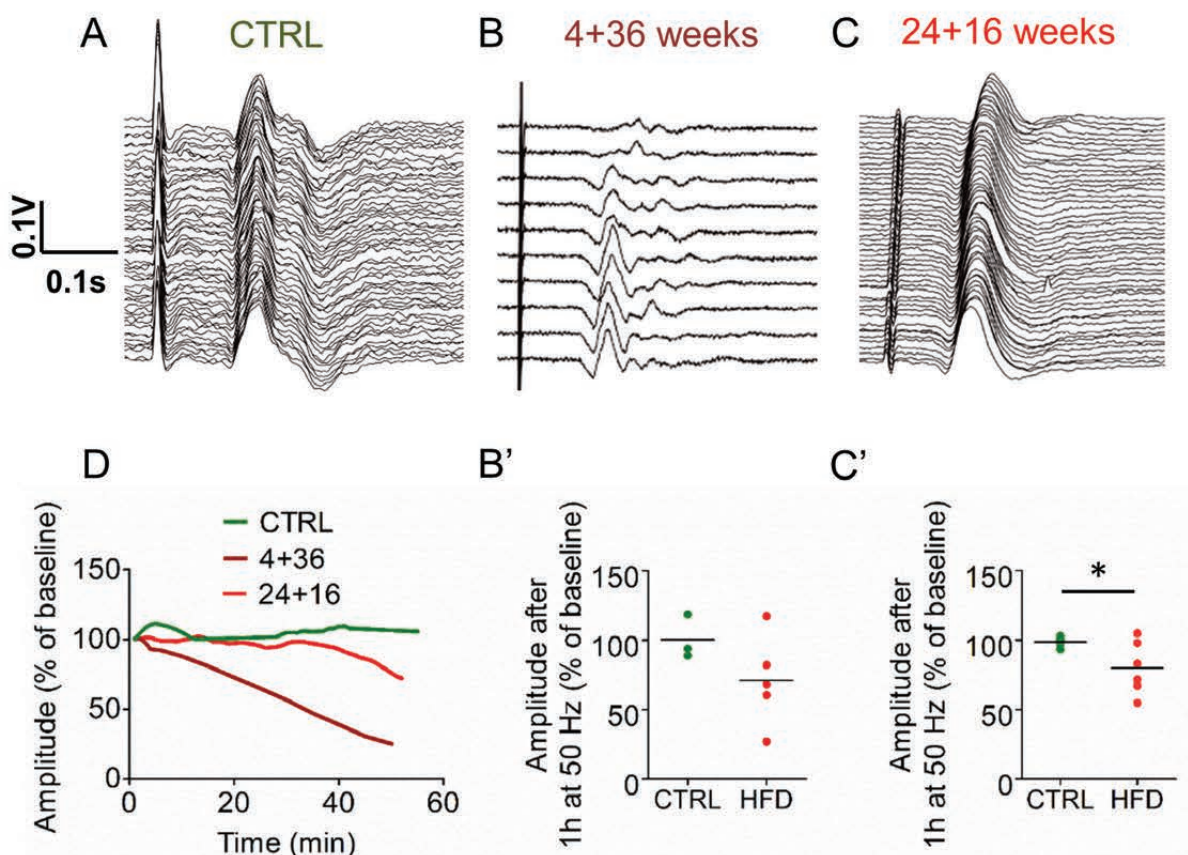 A
CTRL
B
4+36 weeks
C
24+16 weeks
0.1V
0.1s
D
Amplitude (% of baseline)
150
100
50
0
0
20
40
60
Time (min)
CTRL
4+36
24+16
B’
Amplitude after
1h at 50 Hz (% of baseline)
150
100
50
0
CTRL
HFD
C’
Amplitude after
1h at 50 Hz (% of baseline)
150
100
50
0
*
CTRL
HFD